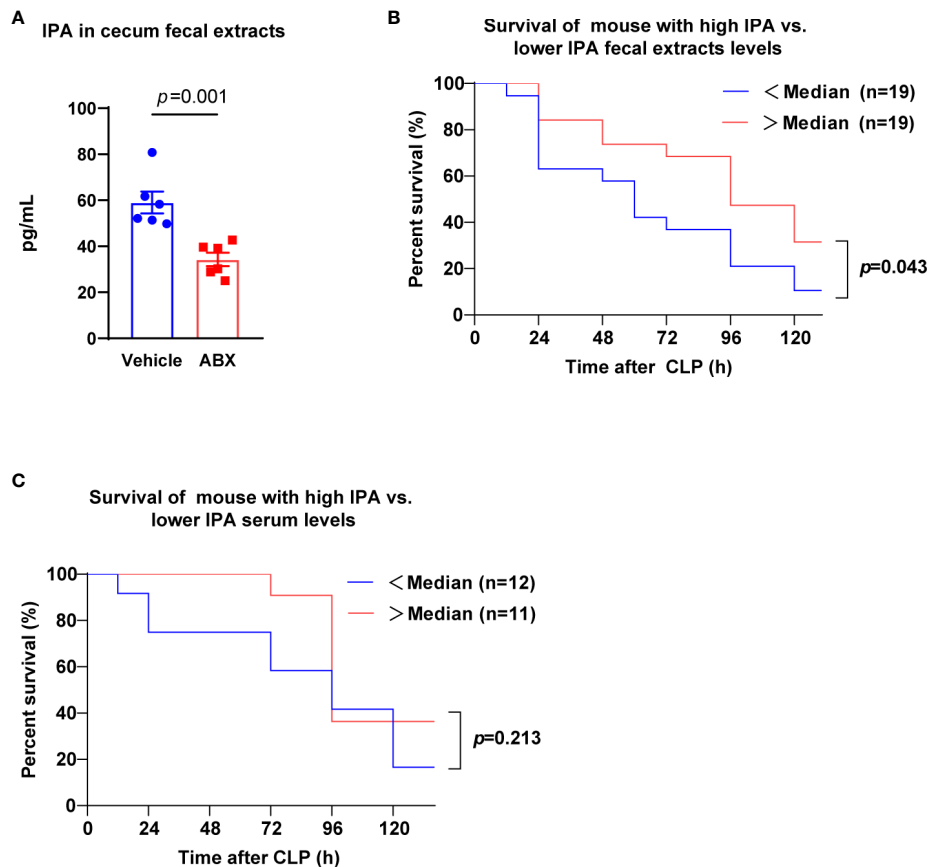 A
IPA in cecum fecal extracts
p=0.001
100
80
60
40
20
0
pg/mL
Vehicle
ABX
B
Survival of mouse with high IPA vs.
lower IPA fecal extracts levels
100
80
60
40
20
0
Percent survival (%)
< Median (n=19)
> Median (n=19)
p=0.043
0 24 48 72 96 120
Time after CLP (h)
C
Survival of mouse with high IPA vs.
lower IPA serum levels
100
80
60
40
20
0
Percent survival (%)
< Median (n=12)
> Median (n=11)
p=0.213
0 24 48 72 96 120
Time after CLP (h)